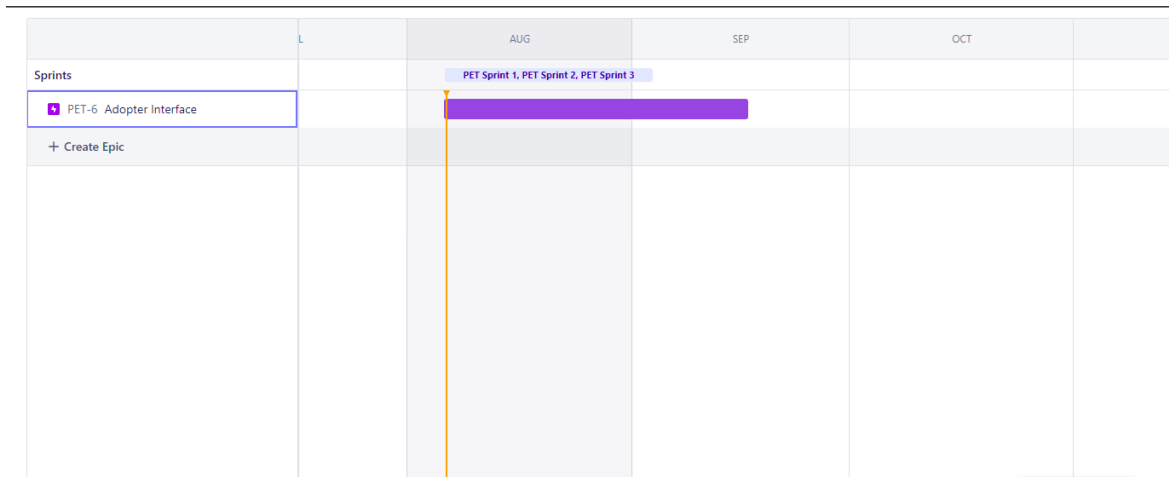 L AUG SEP OCT
Sprints PET Sprint 1, PET Sprint 2, PET Sprint 3
PET-6 Adopter Interface
+ Create Epic